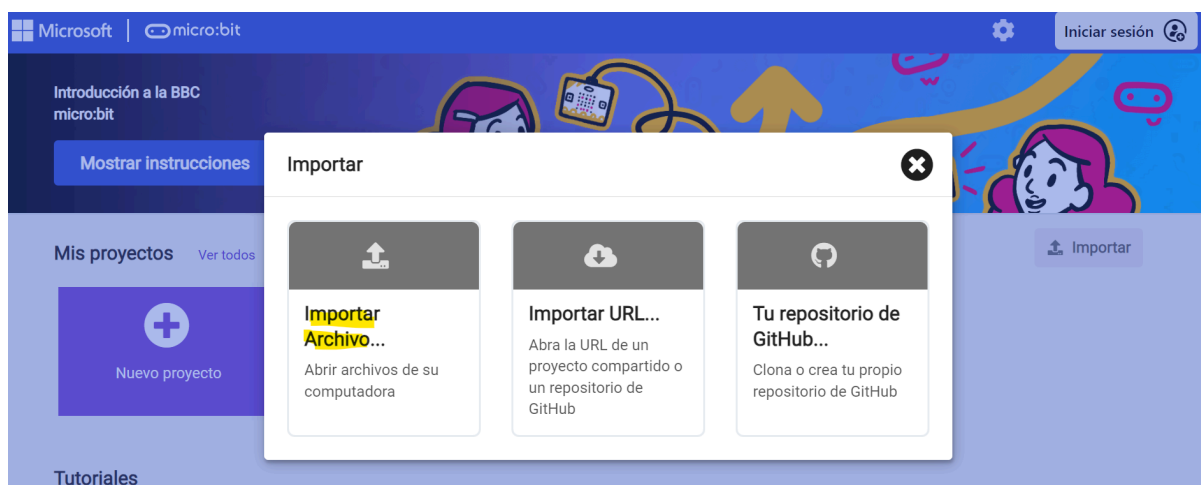 Microsoft micro:bit Iniciar sesión
Introducción a la BBC
micro:bit
Mostrar instrucciones
Importar
Mis proyectos Ver todos
Importar
Nuevo proyecto
Importar
Archivo...
Abrir archivos de su
computadora
Importar URL...
Abra la URL de un
proyecto compartido o
un repositorio de
GitHub
Tu repositorio de
GitHub...
Clona o crea tu propio
repositorio de GitHub
Tutoriales